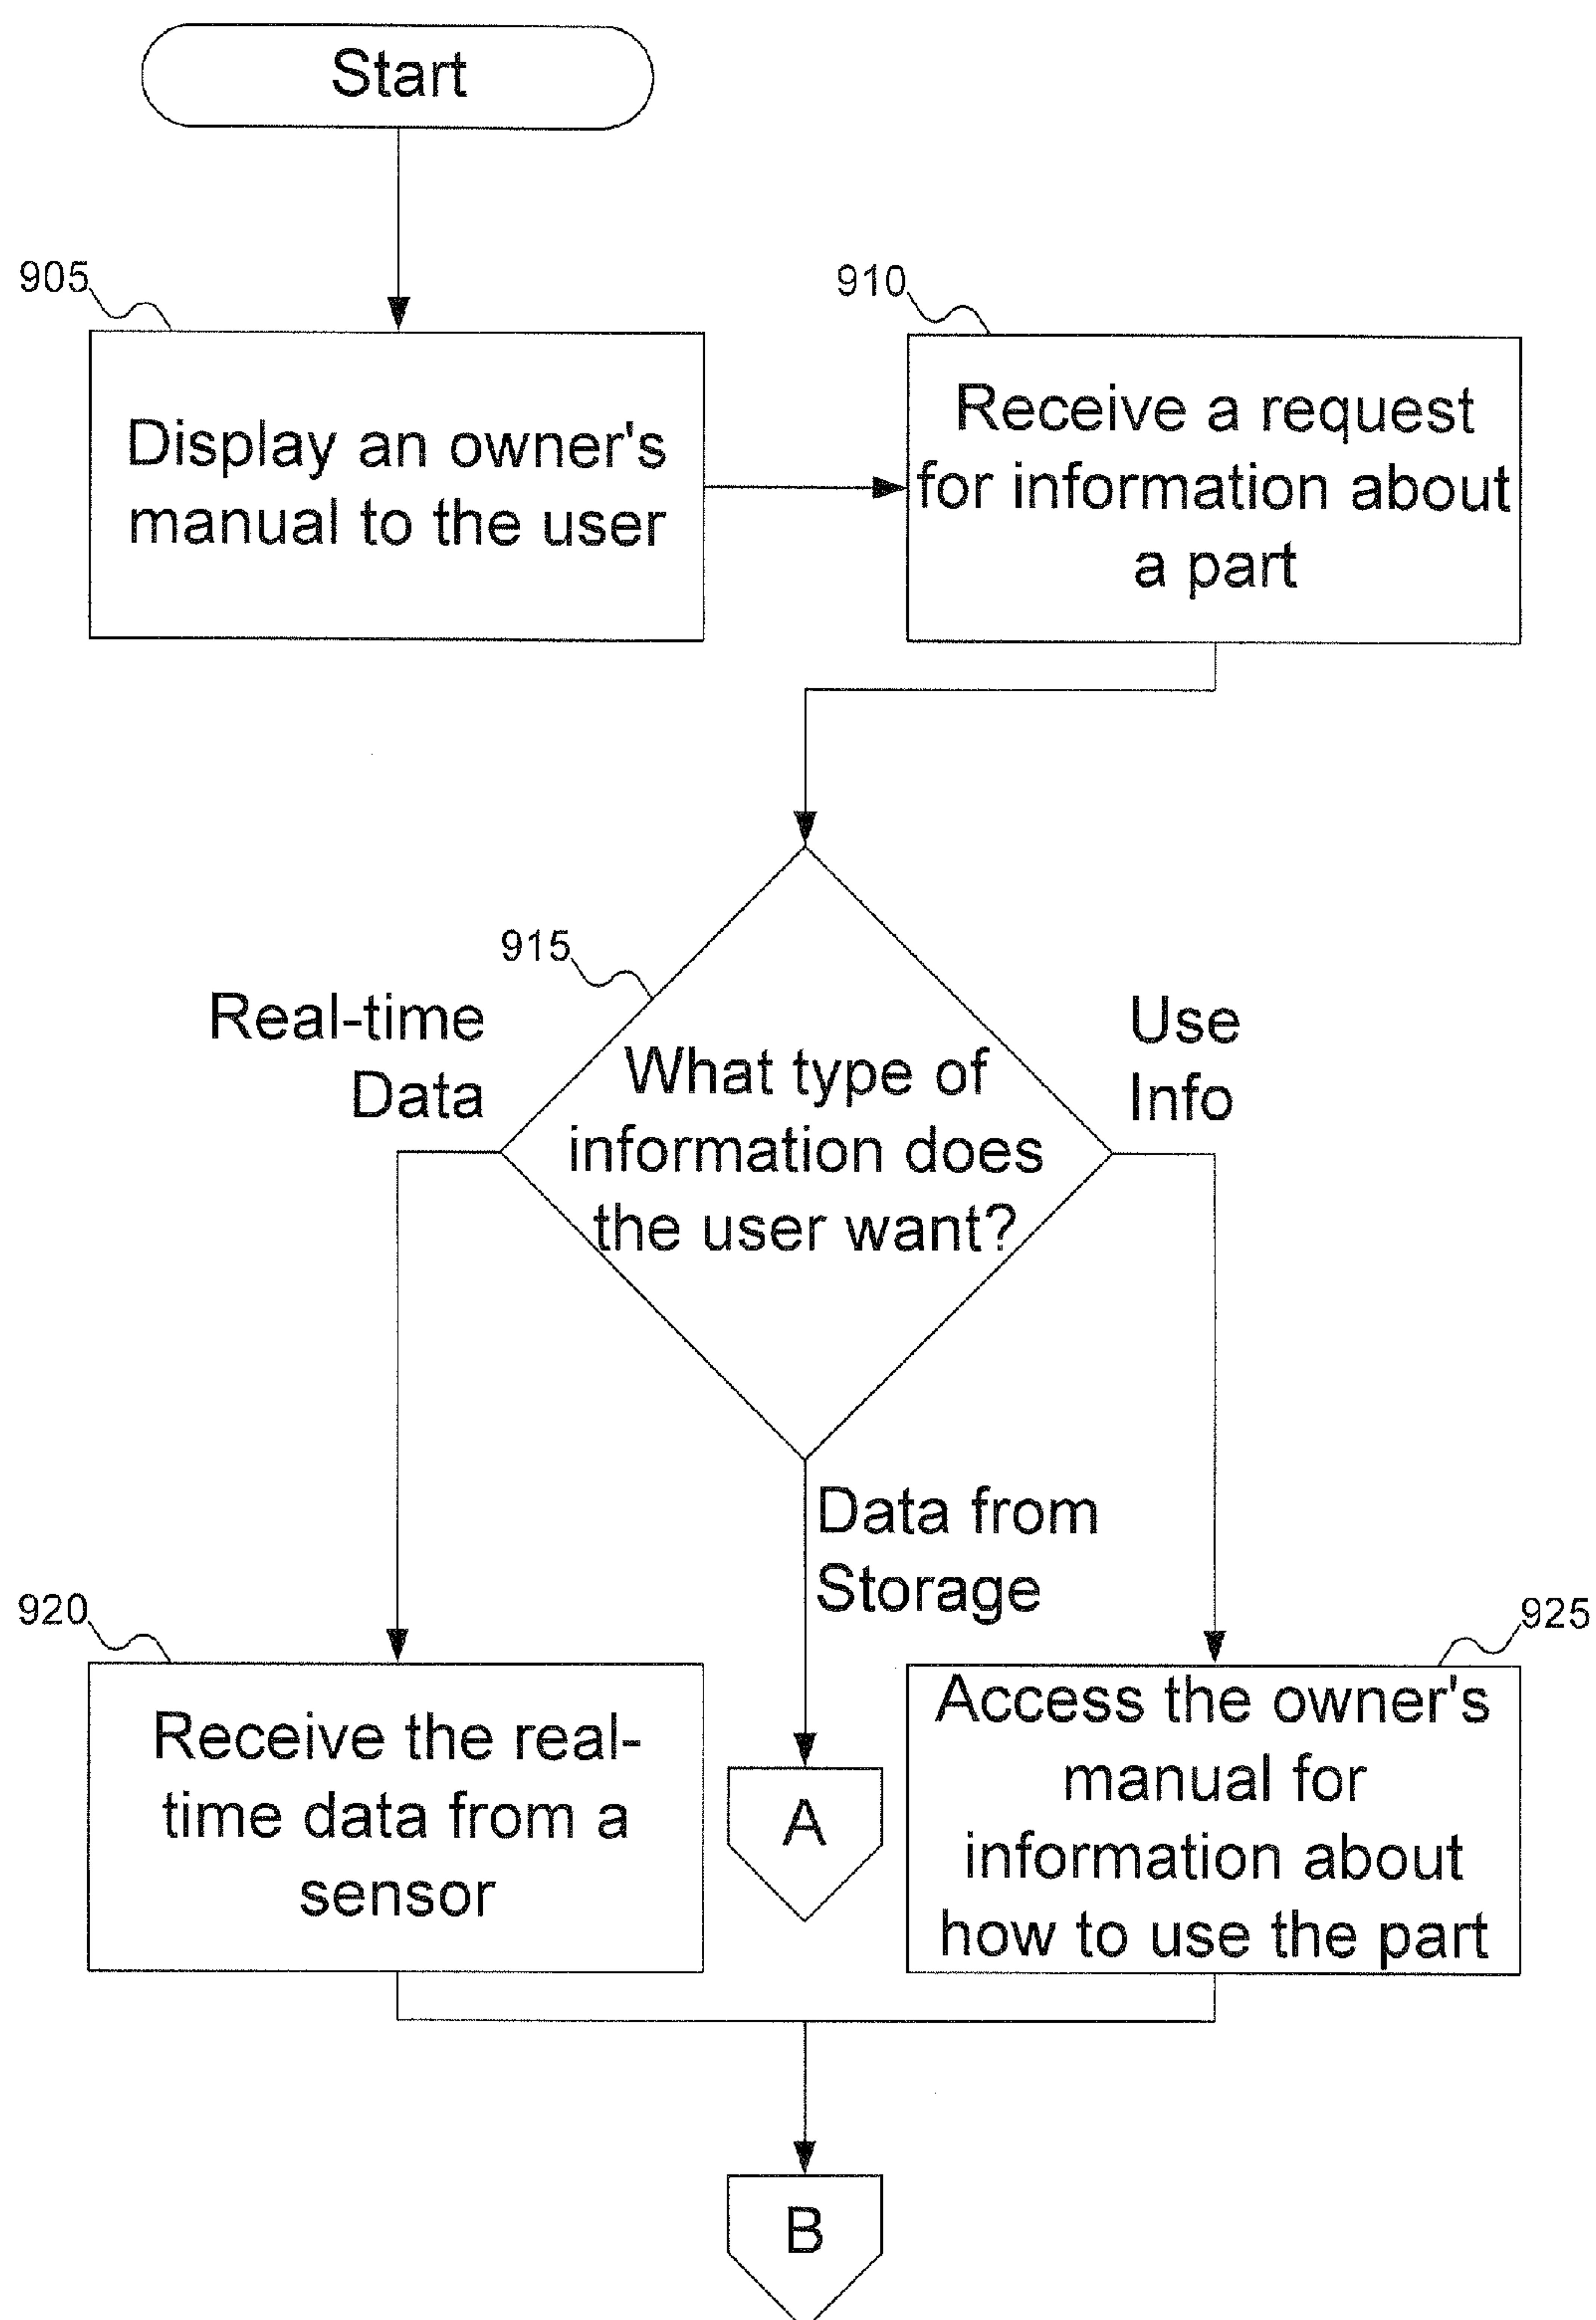 Start
905
Display an owner's
manual to the user
910
Receive a request
for information about
a part
915
Real-time
Data
What type of
information does
the user want?
Use
Info
Data from
Storage
920
Receive the real-
time data from a
sensor
A
925
Access the owner's
manual for
information about
how to use the part
B